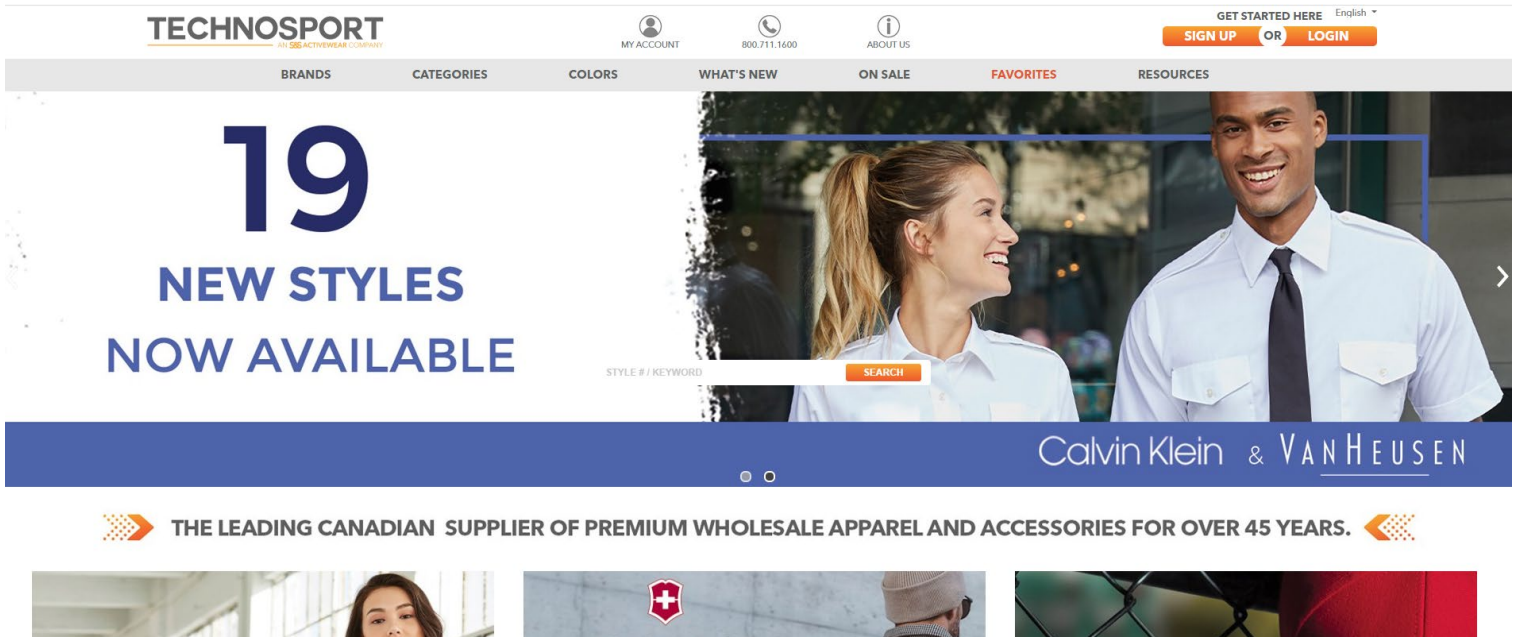 TECHNOSPORT
AN S&S ACTIVEWEAR COMPANY
MY ACCOUNT
800.711.1600
ABOUT US
GET STARTED HERE
English
SIGN UP OR LOGIN
BRANDS CATEGORIES COLORS WHAT'S NEW ON SALE FAVORITES RESOURCES
19
NEW STYLES
NOW AVAILABLE
STYLE # / KEYWORD SEARCH
Calvin Klein & VAN HEUSEN
THE LEADING CANADIAN SUPPLIER OF PREMIUM WHOLESALE APPAREL AND ACCESSORIES FOR OVER 45 YEARS.